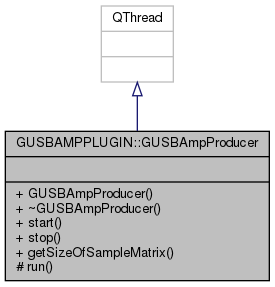 QThread
GUSBAMPPLUGIN::GUSBAmpProducer
+ GUSBAmpProducer()
+ ~GUSBAmpProducer()
+ start()
+ stop()
+ getSizeOfSampleMatrix()
# run()